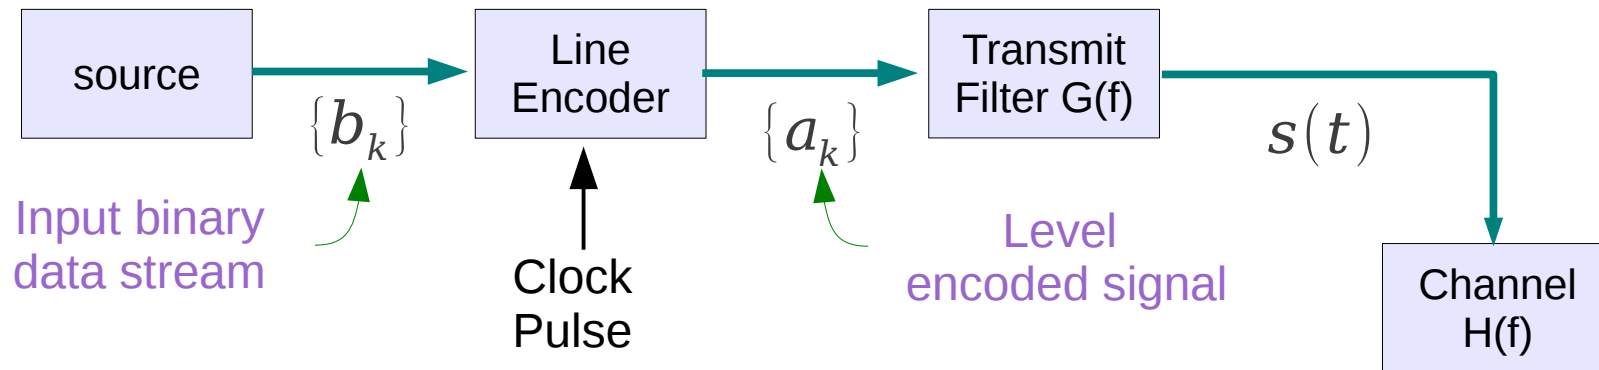 source
{b_k}
Input binary
data stream
Line
Encoder
Clock
Pulse
{a_k}
Level
encoded signal
Transmit
Filter G(f)
s(t)
Channel
H(f)